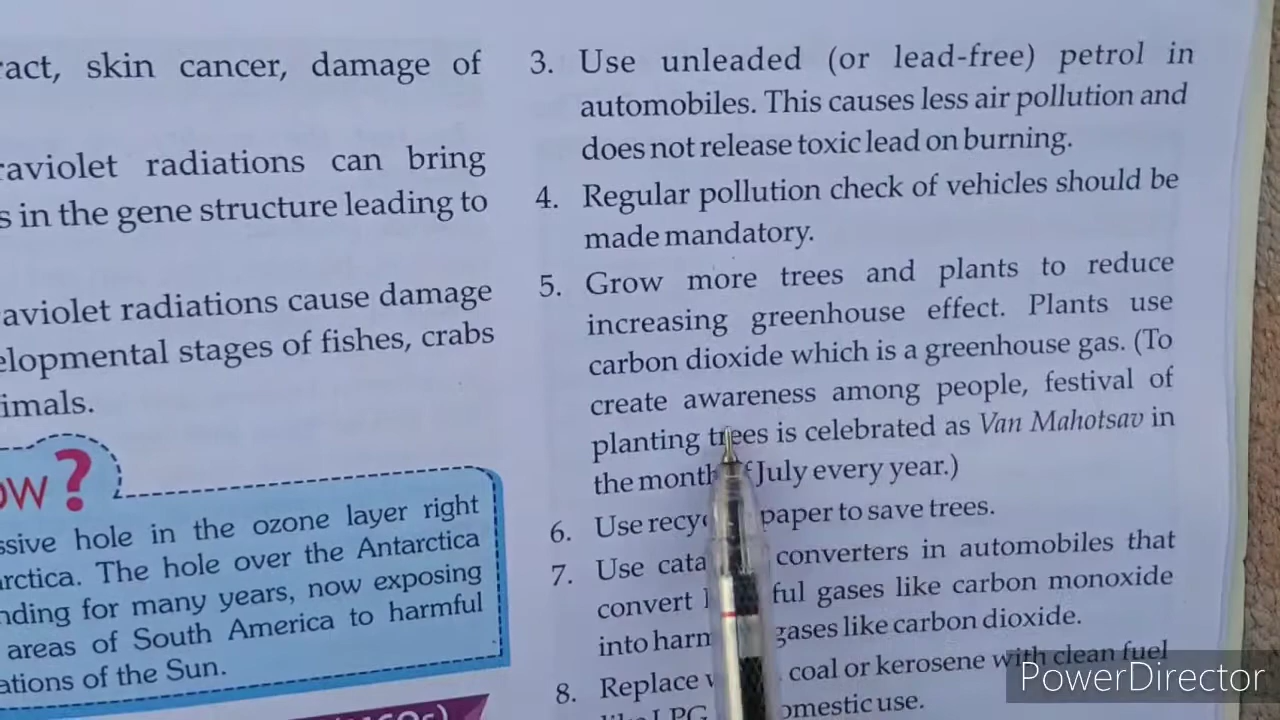 ract, skin cancer, damage of
raviolet radiations can bring
s in the gene structure leading to
raviolet radiations cause damage
elopmental stages of fishes, crabs
imals.
ow?
ssive hole in the ozone layer right
rctica. The hole over the Antarctica
nding for many years, now exposing
areas of South America to harmful
ations of the Sun.
3. Use unleaded (or lead-free) petrol in
automobiles. This causes less air pollution and
does not release toxic lead on burning.
4. Regular pollution check of vehicles should be
made mandatory.
5. Grow more trees and plants to reduce
increasing greenhouse effect. Plants use
carbon dioxide which is a greenhouse gas. (To
create awareness among people, festival of
planting trees is celebrated as Van Mahotsav in
the month of July every year.)
6. Use recy paper to save trees.
7. Use cata converters in automobiles that
convert ful gases like carbon monoxide
into harm gases like carbon dioxide.
8. Replace coal or kerosene with clean fuel
like LPG omestic use.
PowerDirector